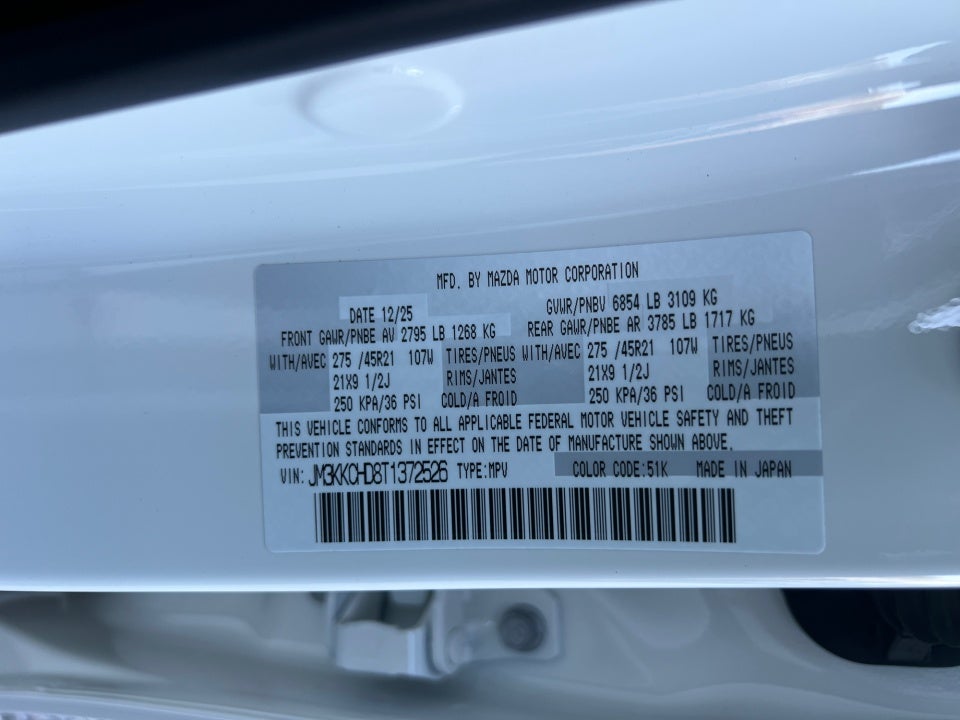 MFD. BY MAZDA MOTOR CORPORATION
DATE 12/25 GVWR/PNBV 6854 LB 3109 KG
FRONT GAWR/PNBE AV 2795 LB 1268 KG REAR GAWR/PNBE AR 3785 LB 1717 KG
WITH/AVEC 275 /45R21 107W TIRES/PNEUS WITH/AVEC 275 /45R21 107W TIRES/PNEUS
21X9 1/2J RIMS/JANTES 21X9 1/2J RIMS/JANTES
250 KPA/36 PSI COLD/A FROID 250 KPA/36 PSI COLD/A FROID
THIS VEHICLE CONFORMS TO ALL APPLICABLE FEDERAL MOTOR VEHICLE SAFETY AND THEFT
PREVENTION STANDARDS IN EFFECT ON THE DATE OF MANUFACTURE SHOWN ABOVE.
VIN: JM3KKCHD8T1372526 TYPE:MPV COLOR CODE:51K MADE IN JAPAN